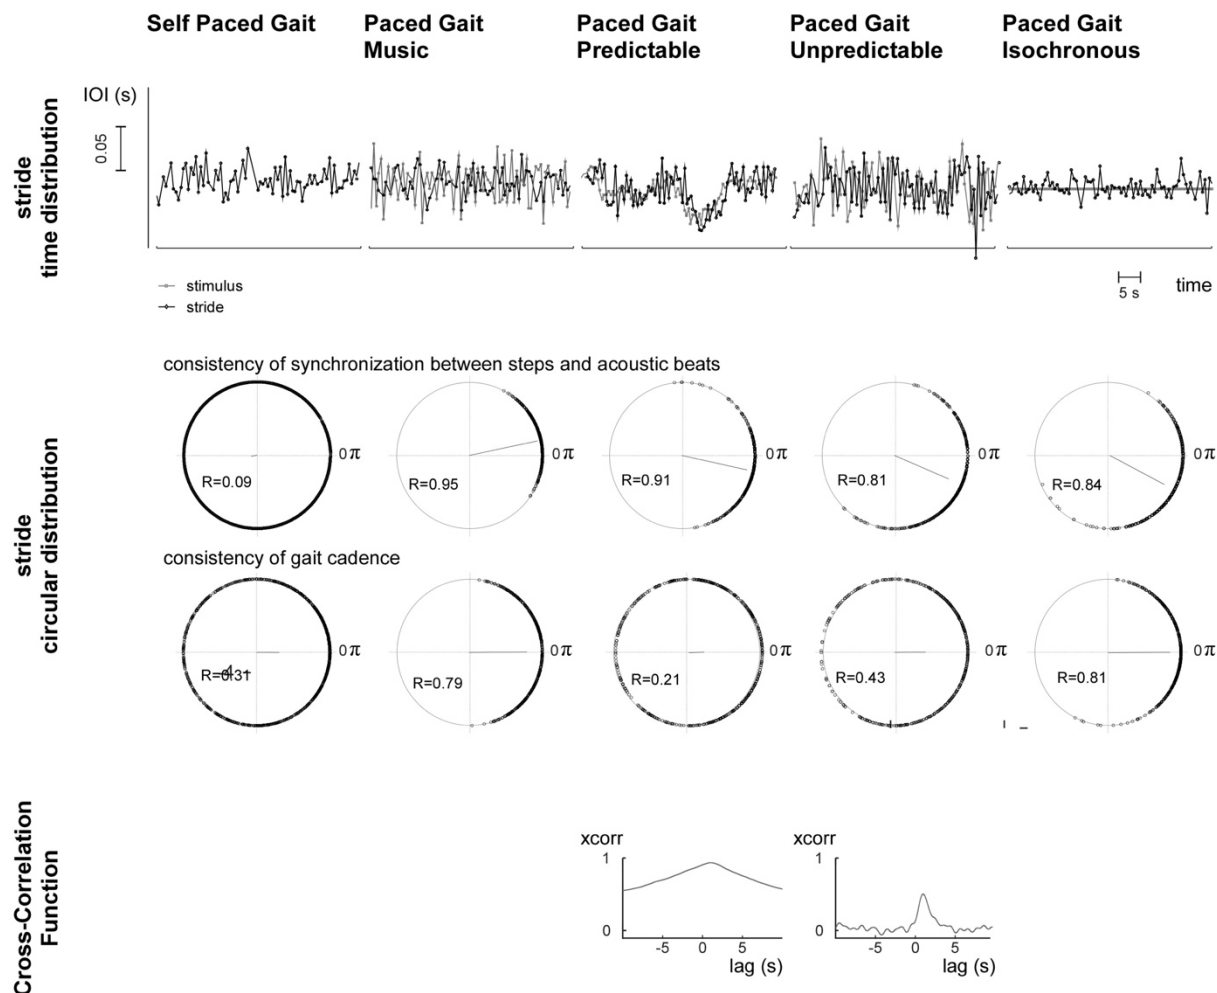 Self Paced Gait
Paced Gait
Music
Paced Gait
Predictable
Paced Gait
Unpredictable
Paced Gait
Isochronous
stride
time distribution
IOI (s)
0.05
stimulus
stride
5 s
time
stride
circular distribution
consistency of synchronization between steps and acoustic beats
0π
R=0.09
0π
R=0.95
0π
R=0.91
0π
R=0.81
0π
R=0.84
consistency of gait cadence
0π
0π
R=0.79
0π
R=0.21
0π
R=0.43
0π
R=0.81
Cross-Correlation
Function
xcorr
1
0
-5 0 5
lag (s)
xcorr
1
0
-5 0 5
lag (s)